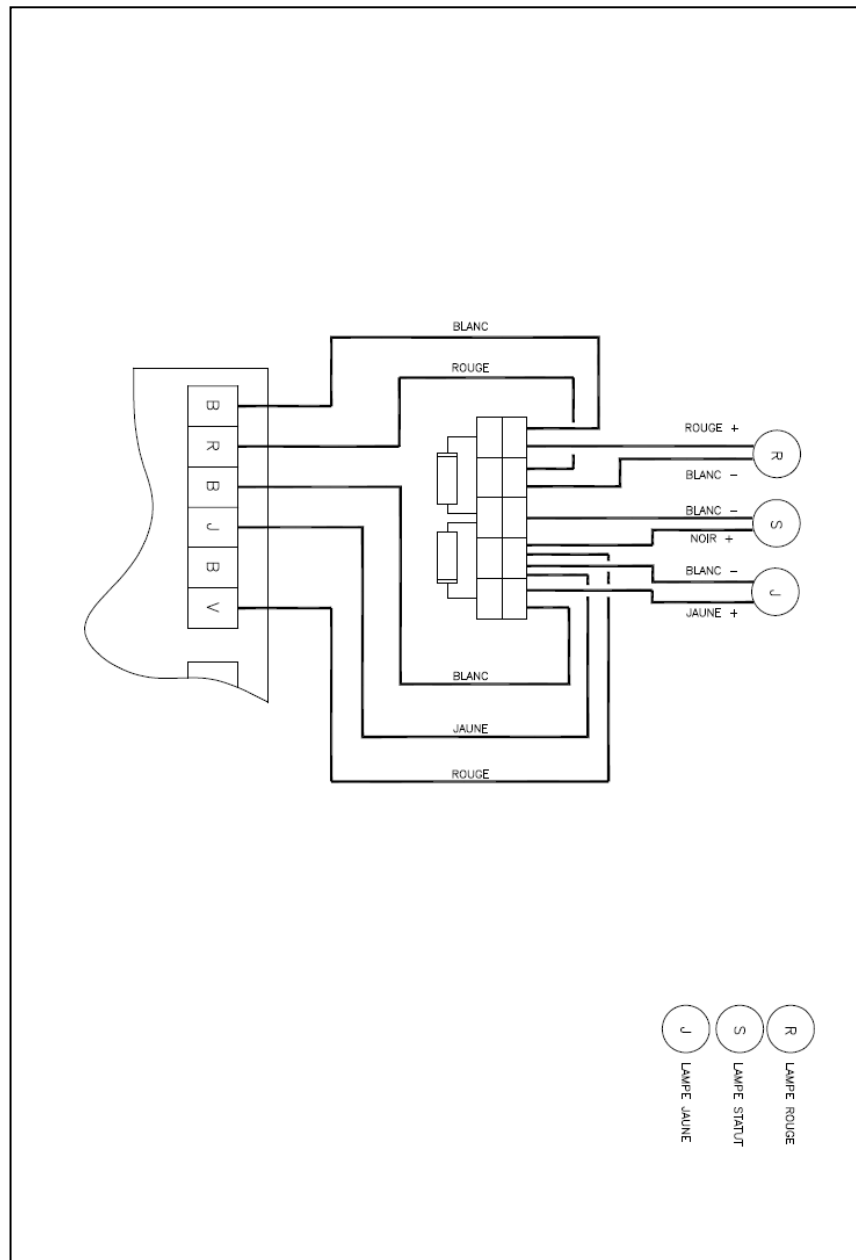 BLANC
ROUGE
B
R
B
J
B
V
ROUGE +
BLANC -
BLANC -
NOIR +
BLANC -
JAUNE +
R
S
J
BLANC
JAUNE
ROUGE
J
S
R
LAMPE JAUNE
LAMPE STATUT
LAMPE ROUGE